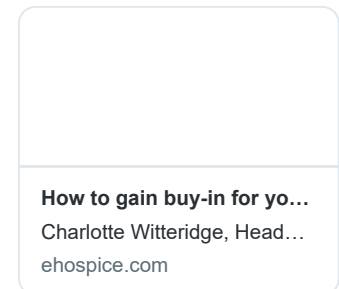 How to gain buy-in for yo…
Charlotte Witteridge, Head…
ehospice.com